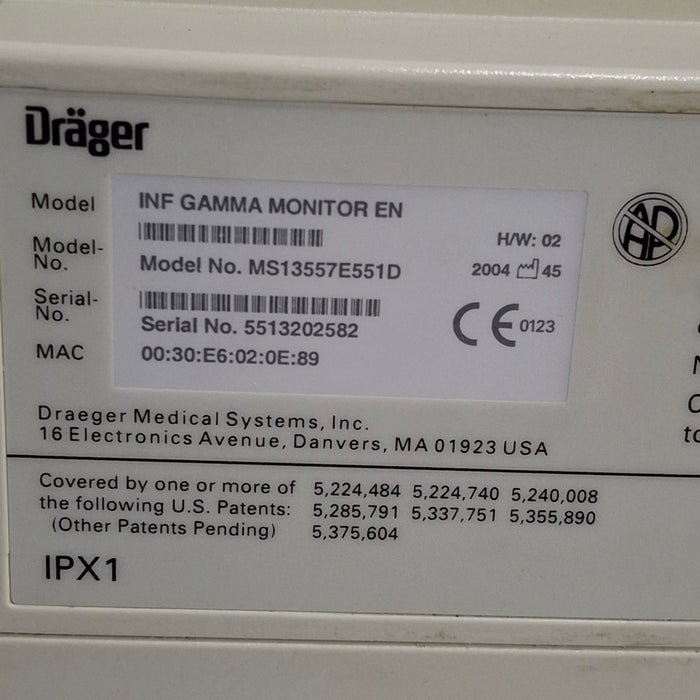 Dräger
Model INF GAMMA MONITOR EN
H/W: 02
Model-No. Model No. MS13557E551D
2004 45
Serial-No. Serial No. 5513202582
CE 0123
MAC 00:30:E6:02:0E:89
Draeger Medical Systems, Inc.
16 Electronics Avenue, Danvers, MA 01923 USA
Covered by one or more of 5,224,484 5,224,740 5,240,008
the following U.S. Patents: 5,285,791 5,337,751 5,355,890
(Other Patents Pending) 5,375,604
IPX1